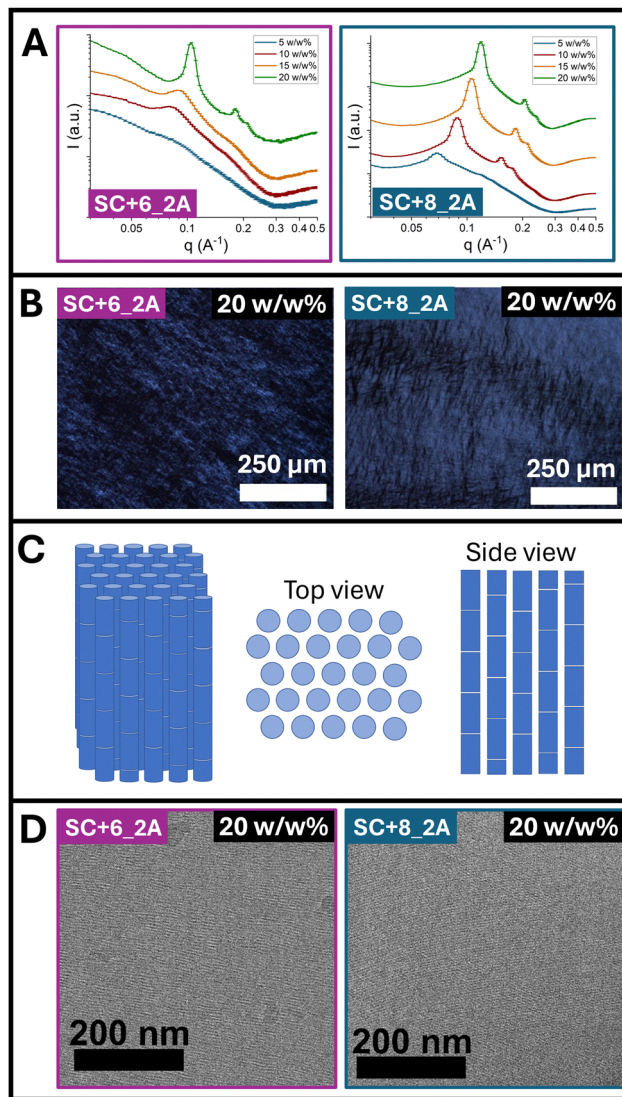 A
I (a.u.)
5 w/w%
10 w/w%
15 w/w%
20 w/w%
SC+6_2A
0.05
0.1
0.2
0.3
0.4
0.5
q (A⁻¹)
I (a.u.)
5 w/w%
10 w/w%
15 w/w%
20 w/w%
SC+8_2A
0.05
0.1
0.2
0.3
0.4
0.5
q (A⁻¹)
B
SC+6_2A
20 w/w%
250 µm
SC+8_2A
20 w/w%
250 µm
C
Top view
Side view
D
SC+6_2A
20 w/w%
200 nm
SC+8_2A
20 w/w%
200 nm